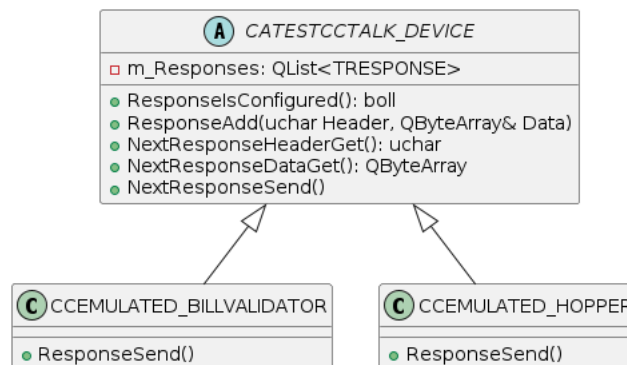 A CATESTCCTALK_DEVICE
m_Responses: QList<TRESPONSE>
ResponseIsConfigured(): boll
ResponseAdd(uchar Header, QByteArray& Data)
NextResponseHeaderGet(): uchar
NextResponseDataGet(): QByteArray
NextResponseSend()
C CCEMULATED_BILLVALIDATOR
ResponseSend()
C CCEMULATED_HOPPER
ResponseSend()